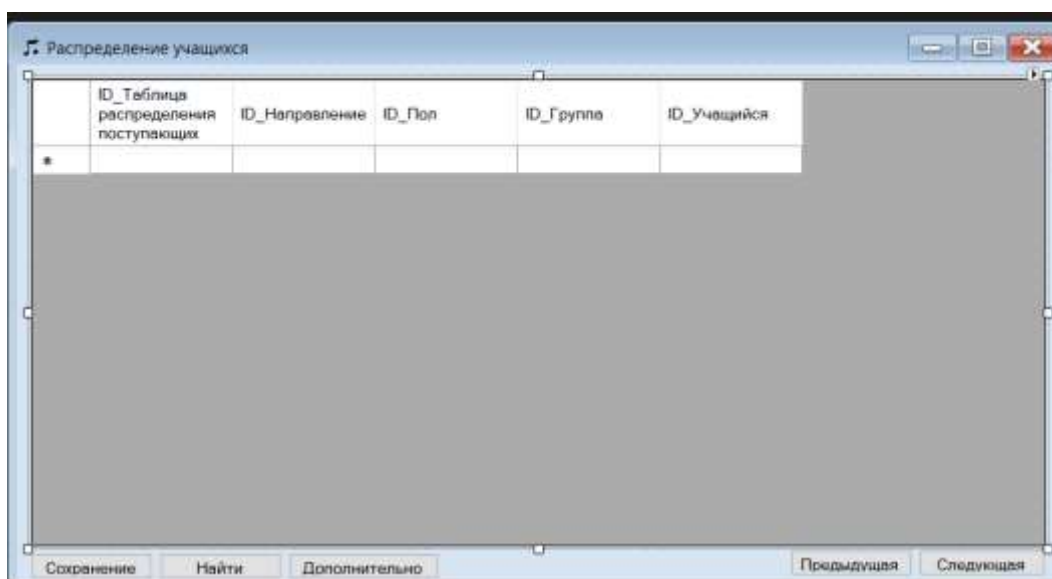 Распределение учащихся
ID_Таблица
распределения
поступающих
ID_Направление
ID_Пол
ID_Группа
ID_Учащийся
*
Сохранение
Найти
Дополнительно
Предыдущая
Следующая